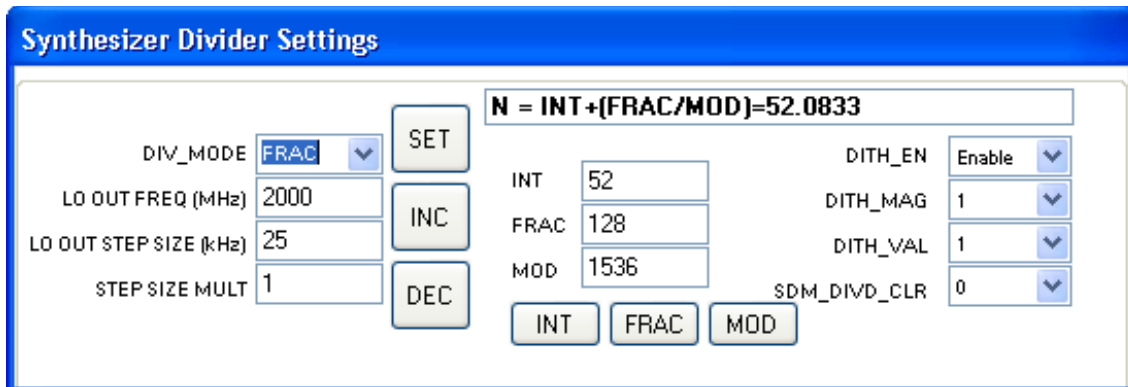 Synthesizer Divider Settings
N = INT+(FRAC/MOD)=52.0833
DIV_MODE FRAC
LO OUT FREQ (MHz) 2000
LO OUT STEP SIZE (kHz) 25
STEP SIZE MULT 1
SET
INC
DEC
INT 52
FRAC 128
MOD 1536
INT FRAC MOD
DITH_EN Enable
DITH_MAG 1
DITH_VAL 1
SDM_DIVD_CLR 0